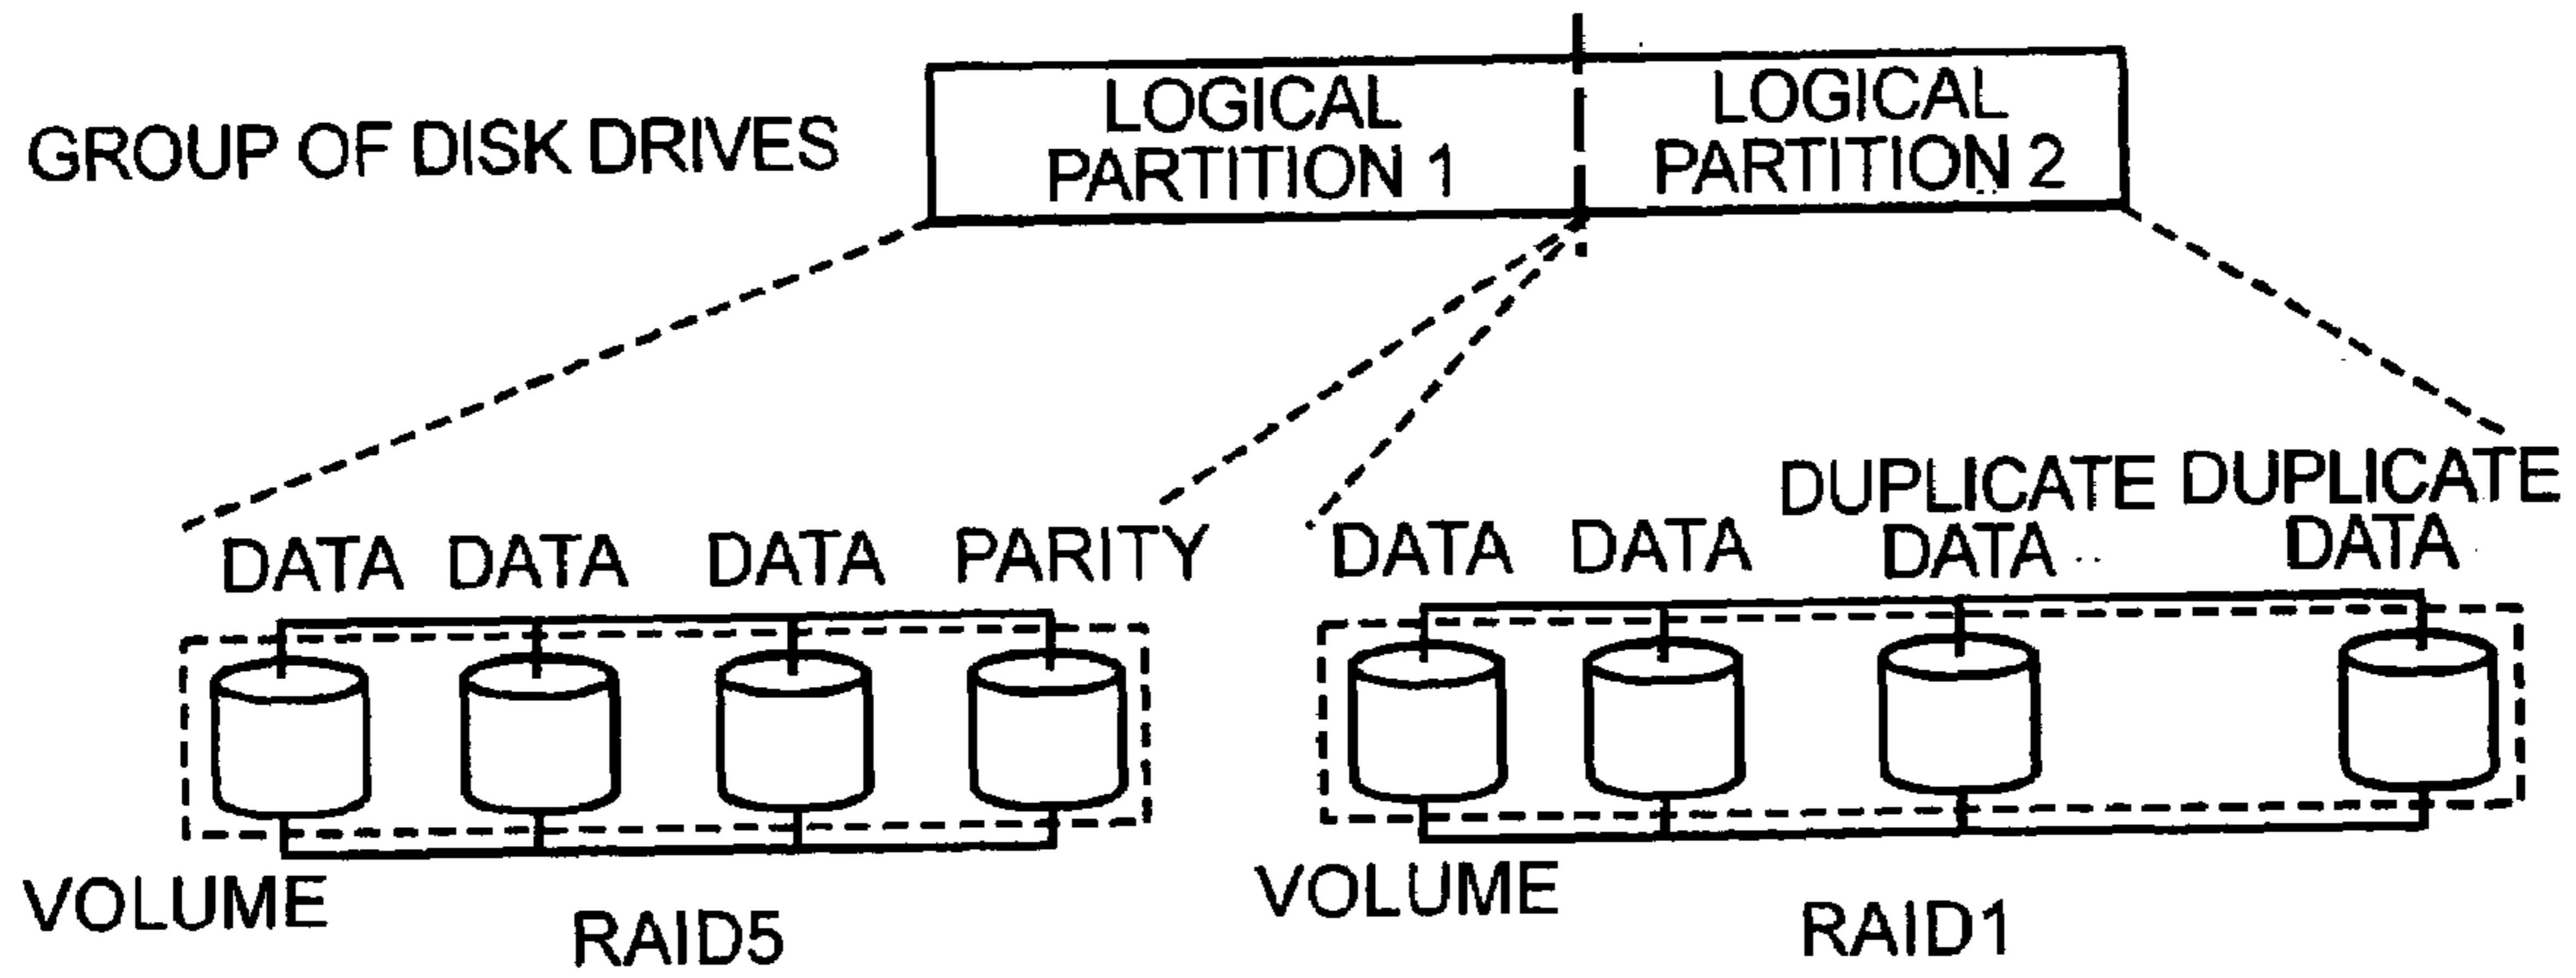 GROUP OF DISK DRIVES
LOGICAL
PARTITION 1
LOGICAL
PARTITION 2
DATA DATA DATA PARITY
DATA DATA
DUPLICATE
DATA
DUPLICATE
DATA
VOLUME
RAID5
VOLUME
RAID1